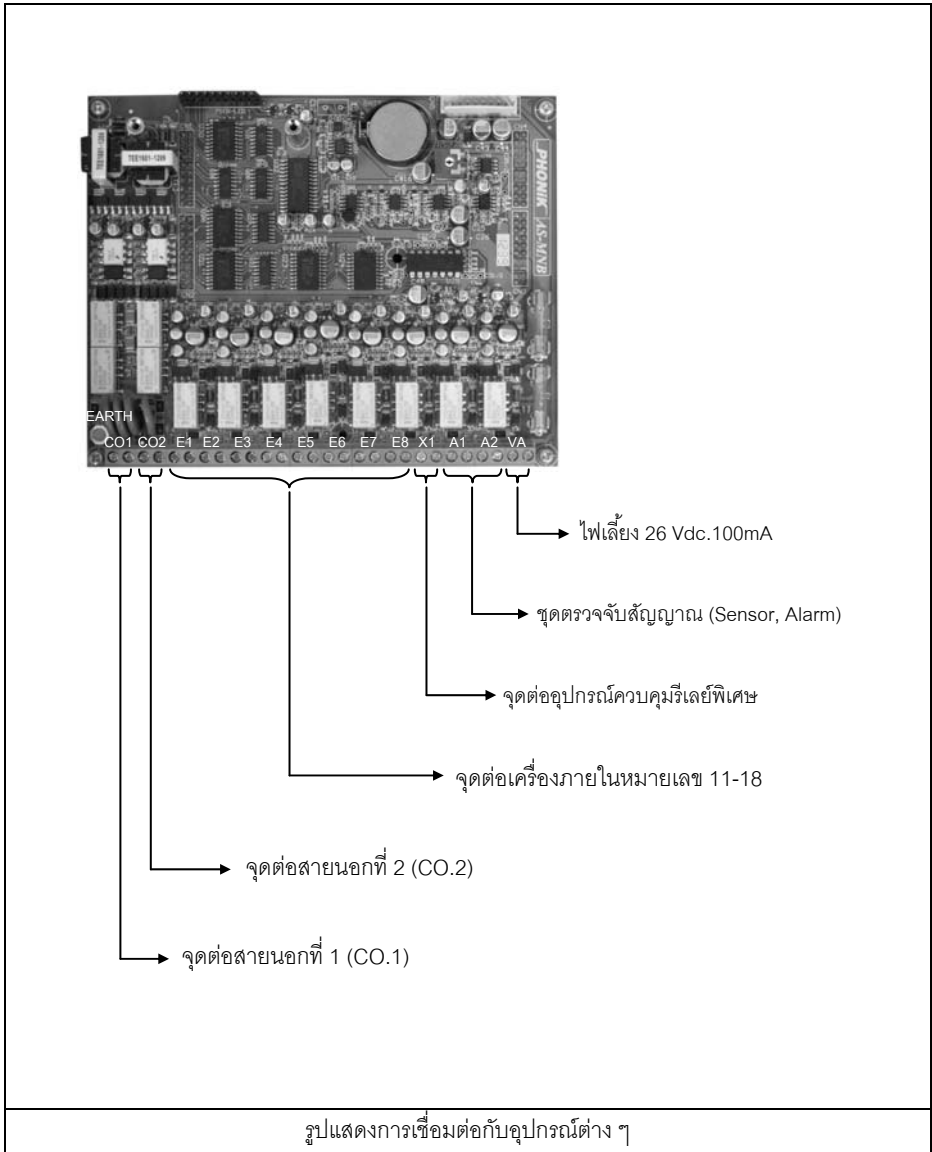 TEE1601-1209
TEE1601-1209
PHONIK AS-MNB
EARTH
CO1 CO2 E1 E2 E3 E4 E5 E6 E7 E8 X1 A1 A2 VA
ไฟเลี้ยง 26 Vdc.100mA
ชุดตรวจจับสัญญาณ (Sensor, Alarm)
จุดต่ออุปกรณ์ควบคุมรีเลย์พิเศษ
จุดต่อเครื่องภายในหมายเลข 11-18
จุดต่อสายนอกที่ 2 (CO.2)
จุดต่อสายนอกที่ 1 (CO.1)
รูปแสดงการเชื่อมต่อกับอุปกรณ์ต่าง ๆ